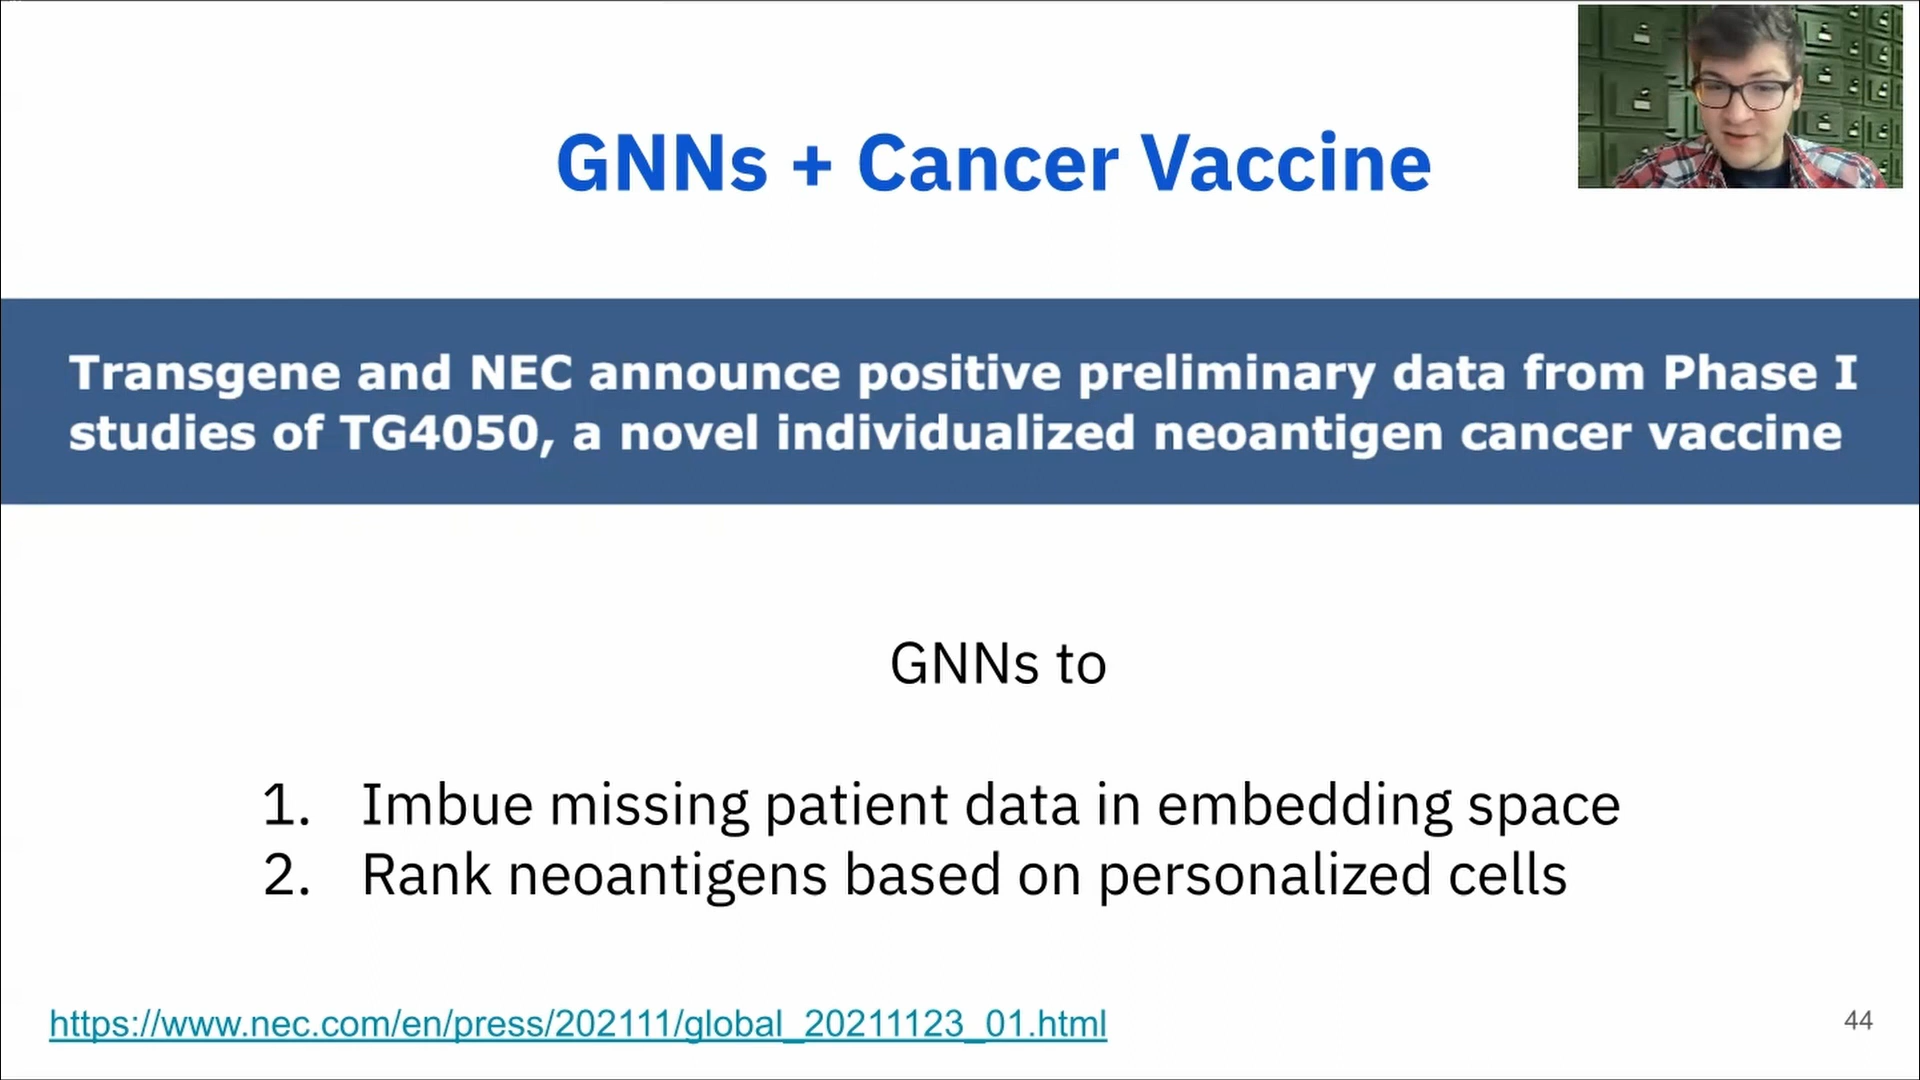 GNNs + Cancer Vaccine
Transgene and NEC announce positive preliminary data from Phase I
studies of TG4050, a novel individualized neoantigen cancer vaccine
GNNs to
1. Imbue missing patient data in embedding space
2. Rank neoantigens based on personalized cells
https://www.nec.com/en/press/202111/global_20211123_01.html
44